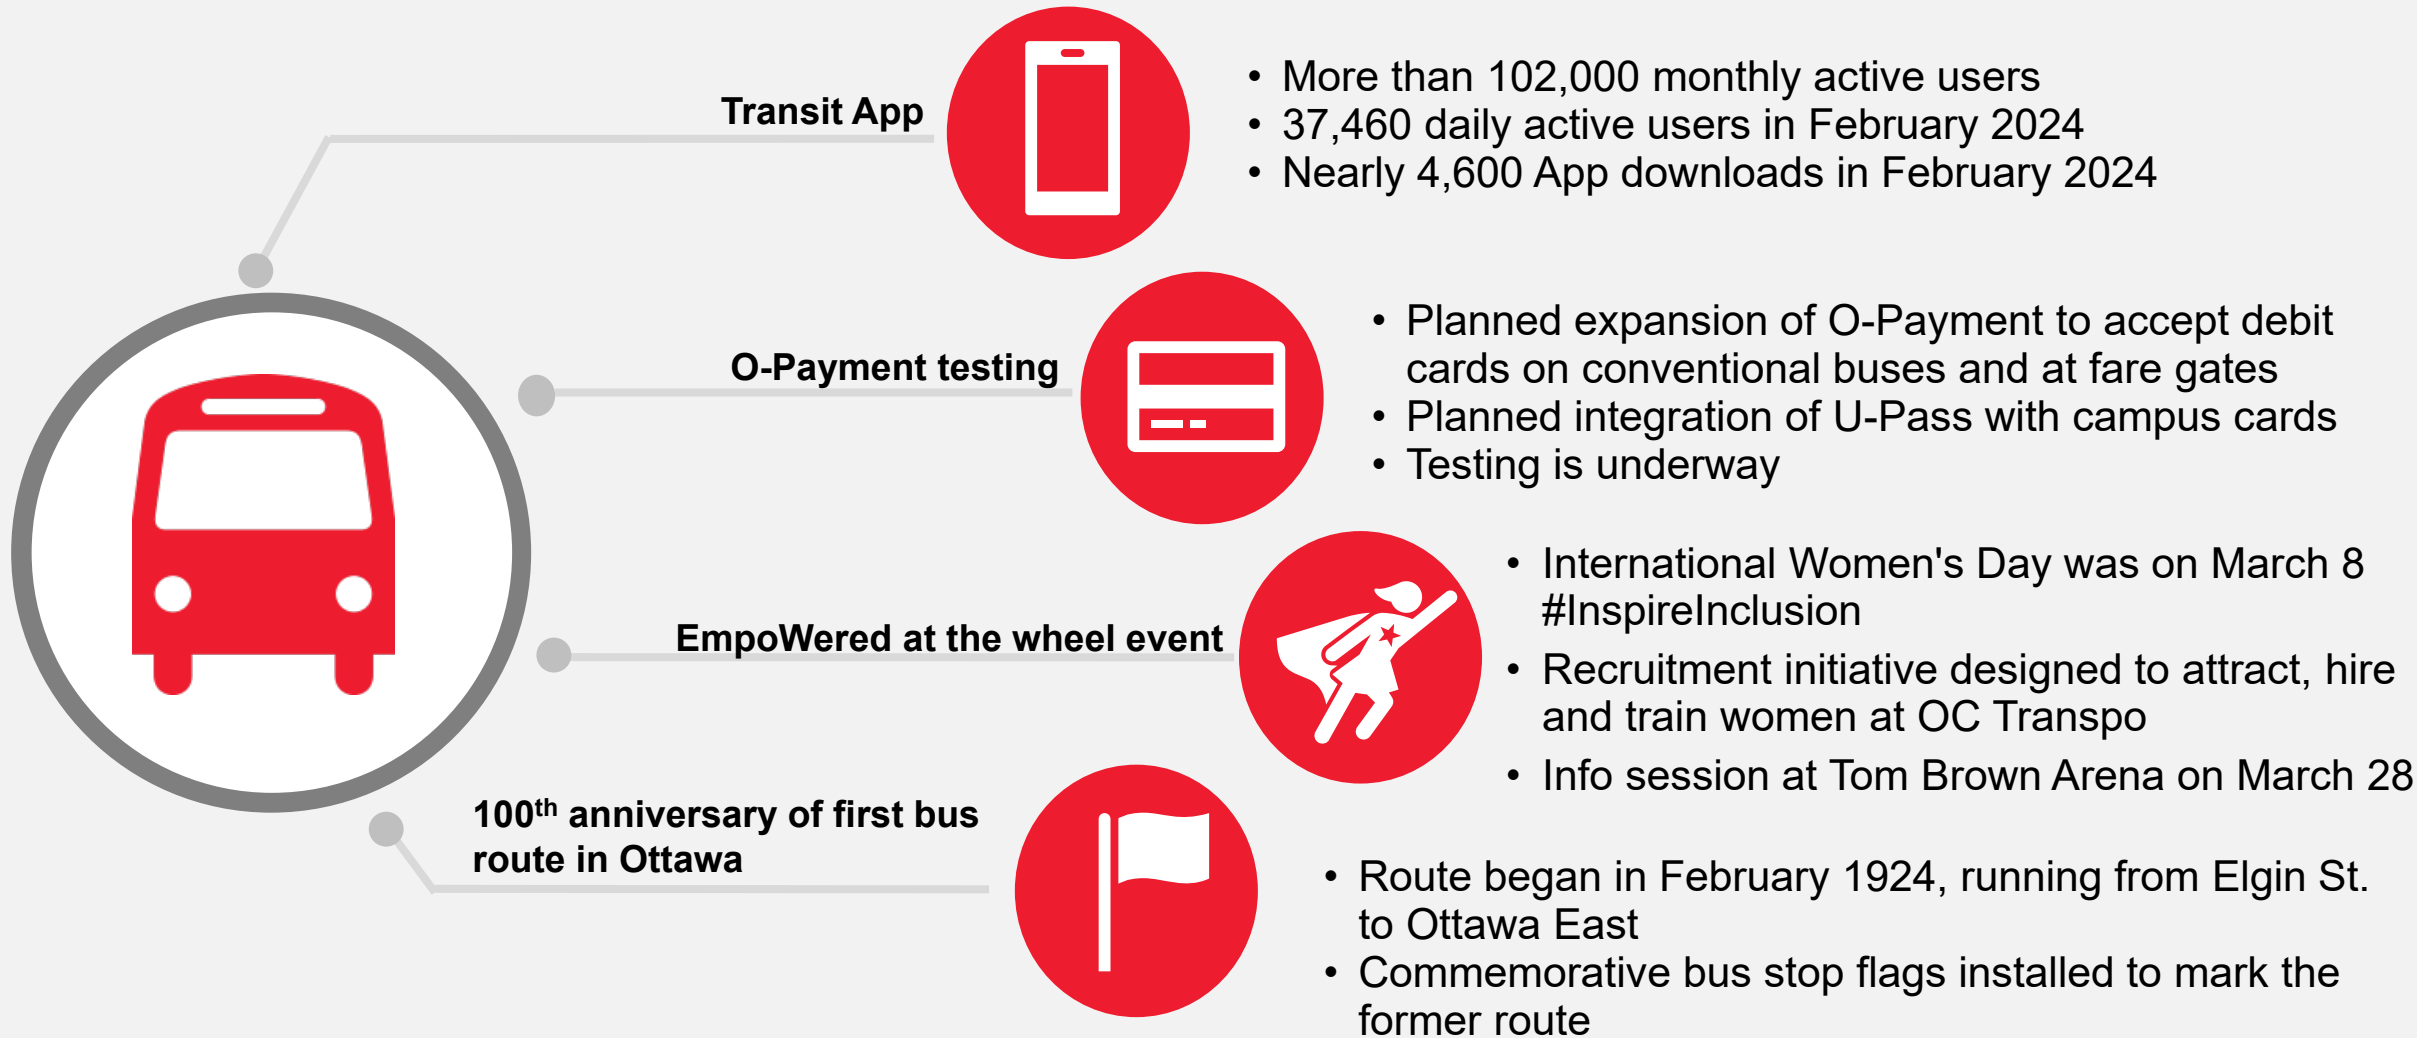 Transit App
• More than 102,000 monthly active users
• 37,460 daily active users in February 2024
• Nearly 4,600 App downloads in February 2024
O-Payment testing
• Planned expansion of O-Payment to accept debit
cards on conventional buses and at fare gates
• Planned integration of U-Pass with campus cards
• Testing is underway
EmpoWered at the wheel event
• International Women's Day was on March 8
#InspireInclusion
• Recruitment initiative designed to attract, hire
and train women at OC Transpo
• Info session at Tom Brown Arena on March 28
100th anniversary of first bus
route in Ottawa
• Route began in February 1924, running from Elgin St.
to Ottawa East
• Commemorative bus stop flags installed to mark the
former route